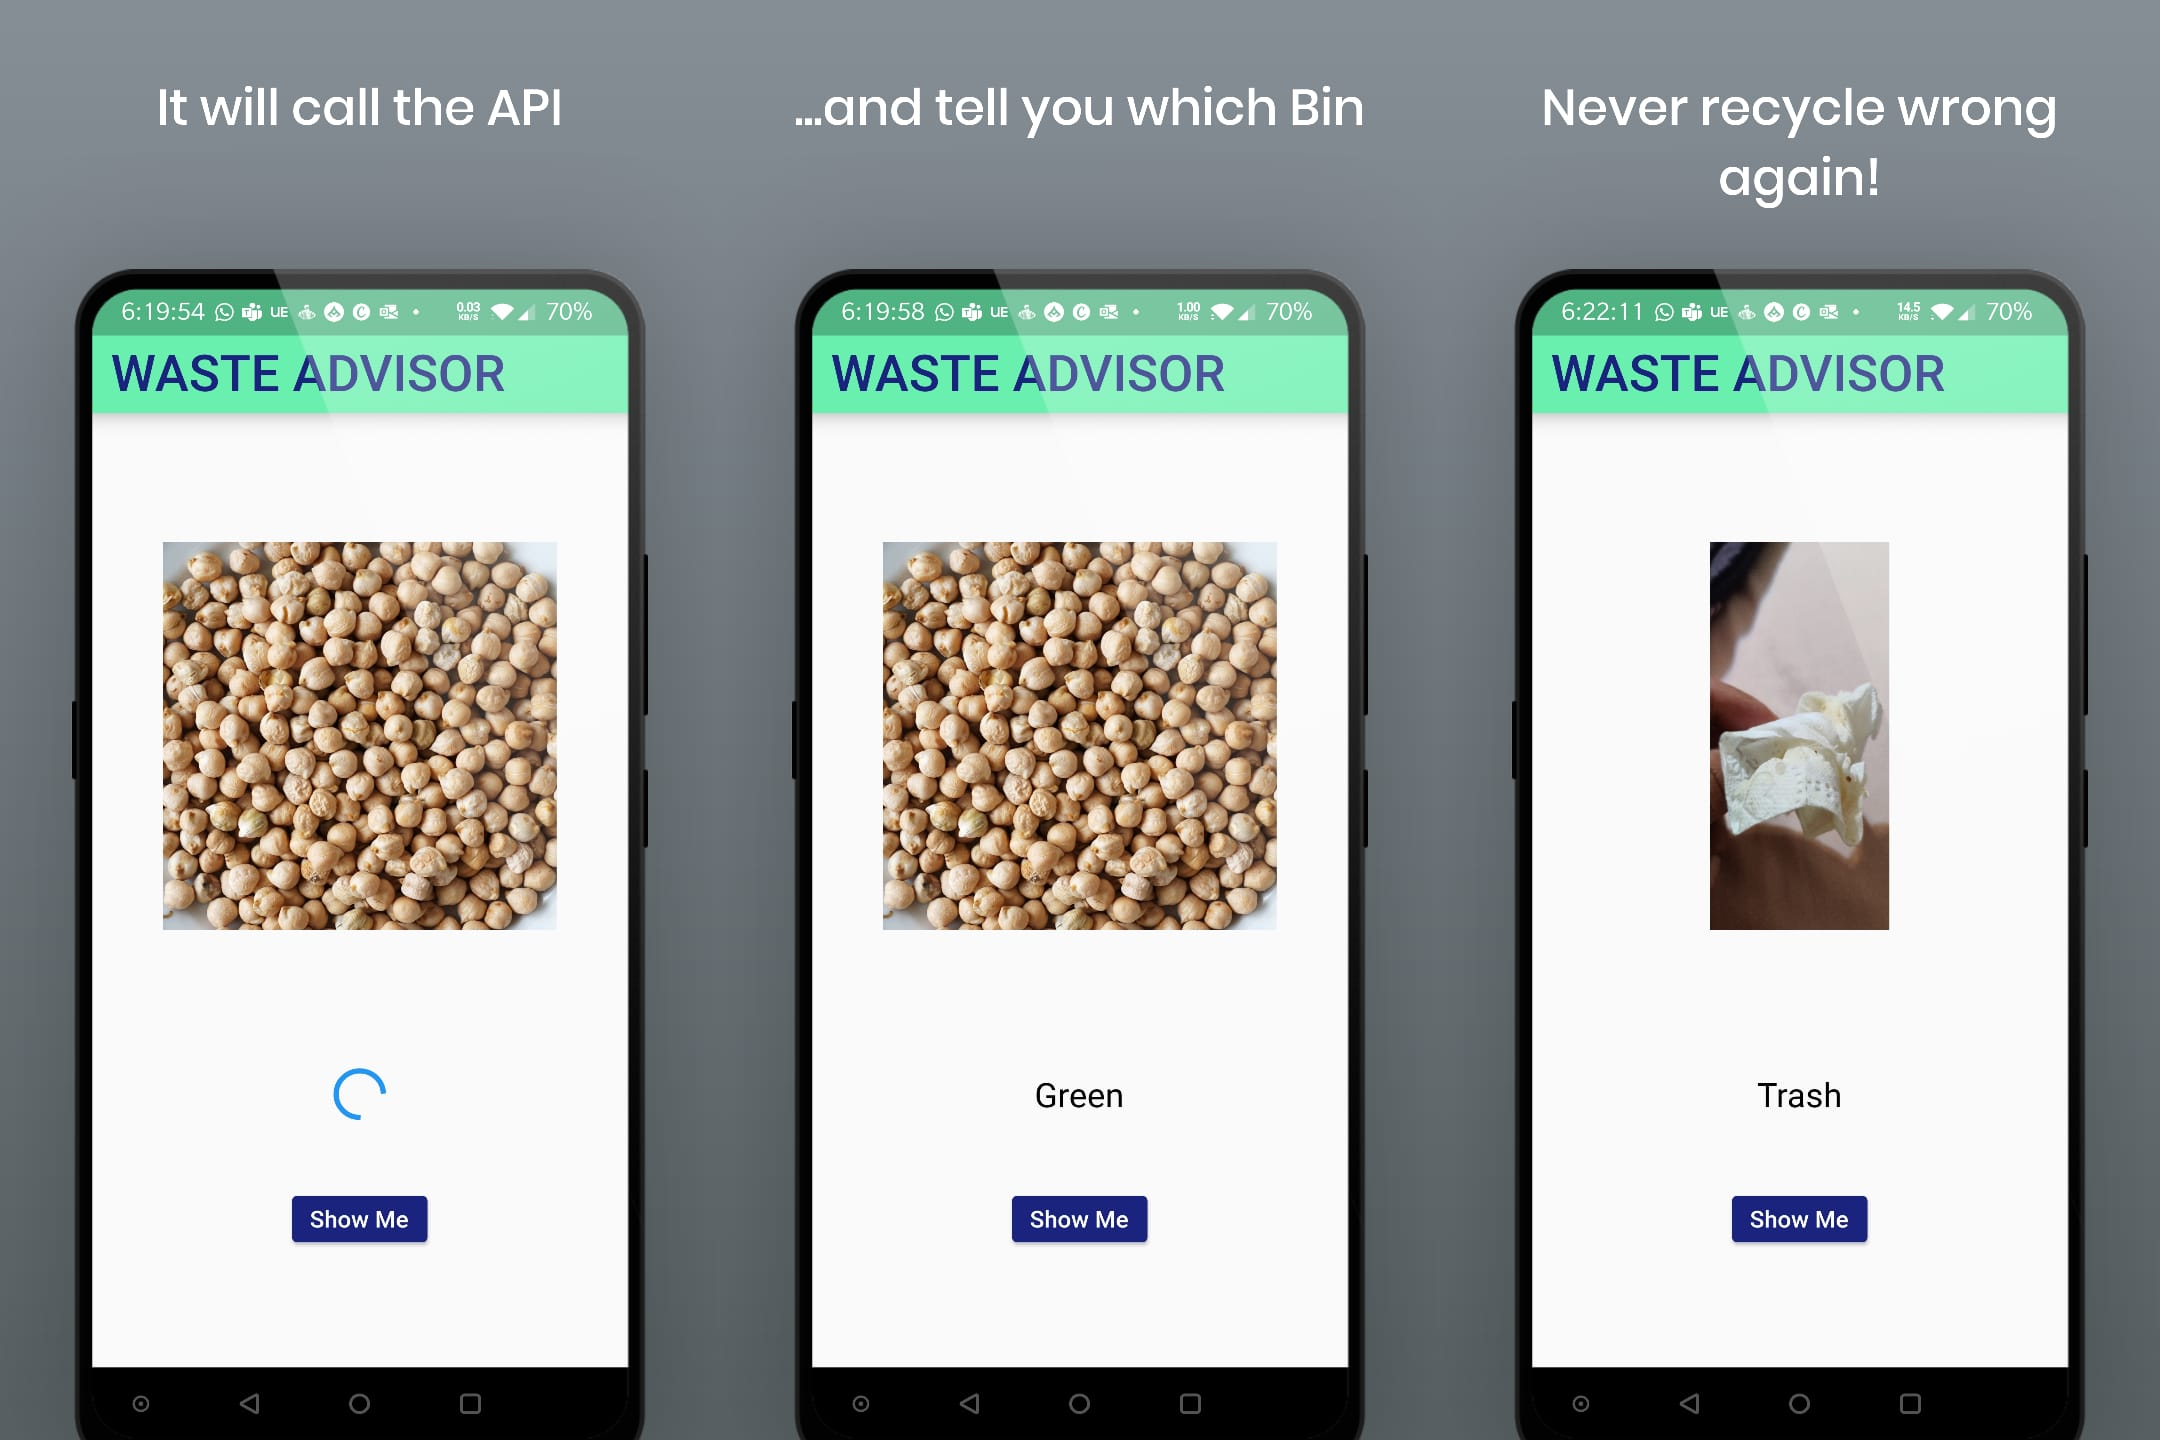 It will call the API
...and tell you which Bin
Never recycle wrong
again!
6:19:54 UE 0.03 KB/S 70%
WASTE ADVISOR
Show Me
6:19:58 UE 1.00 KB/S 70%
WASTE ADVISOR
Green
Show Me
6:22:11 UE 14.5 KB/S 70%
WASTE ADVISOR
Trash
Show Me